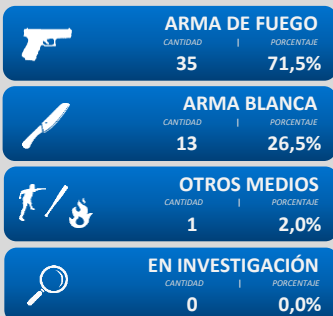 ARMA DE FUEGO
CANTIDAD | PORCENTAJE
35 71,5%
ARMA BLANCA
CANTIDAD | PORCENTAJE
13 26,5%
OTROS MEDIOS
CANTIDAD | PORCENTAJE
1 2,0%
EN INVESTIGACIÓN
CANTIDAD | PORCENTAJE
0 0,0%